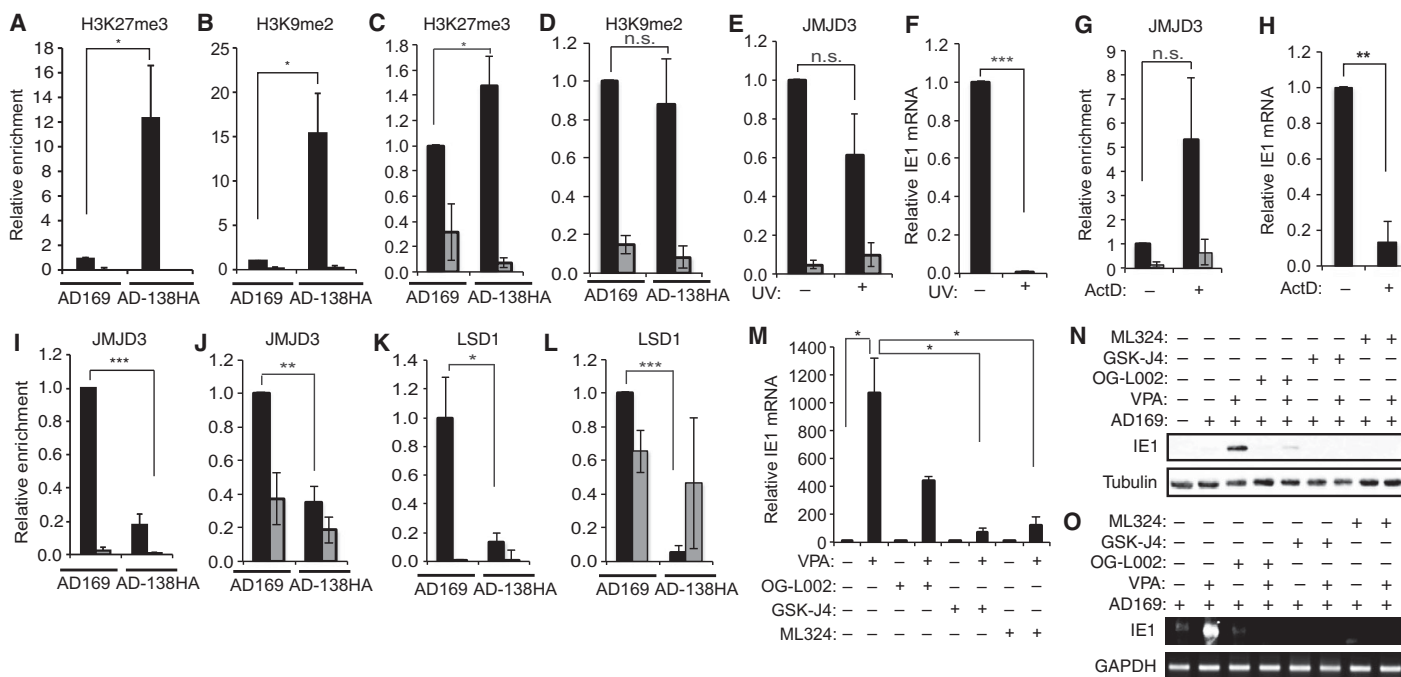 A
H3K27me3
*
Relative enrichment
18
16
14
12
10
8
6
4
2
0
AD169 AD-138HA
B
H3K9me2
*
25
20
15
10
5
0
AD169 AD-138HA
C
H3K27me3
*
1.8
1.6
1.4
1.2
1.0
0.8
0.6
0.4
0.2
0.0
AD169 AD-138HA
D
H3K9me2
n.s.
1.4
1.2
1.0
0.8
0.6
0.4
0.2
0.0
AD169 AD-138HA
E
JMJD3
n.s.
1.4
1.2
1.0
0.8
0.6
0.4
0.2
0.0
UV: – +
F
***
Relative IE1 mRNA
1.2
1.0
0.8
0.6
0.4
0.2
0.0
UV: – +
G
JMJD3
n.s.
Relative enrichment
9
8
7
6
5
4
3
2
1
0
ActD: – +
H
**
Relative IE1 mRNA
1.2
1.0
0.8
0.6
0.4
0.2
0.0
ActD: – +
I
JMJD3
***
Relative enrichment
1.2
1.0
0.8
0.6
0.4
0.2
0.0
AD169 AD-138HA
J
JMJD3
**
1.2
1.0
0.8
0.6
0.4
0.2
0.0
AD169 AD-138HA
K
LSD1
*
1.4
1.2
1.0
0.8
0.6
0.4
0.2
0.0
AD169 AD-138HA
L
LSD1
***
1.2
1.0
0.8
0.6
0.4
0.2
0.0
AD169 AD-138HA
M
* * *
Relative IE1 mRNA
1400
1200
1000
800
600
400
200
0
VPA: – + – + – + – +
OG-L002: – – + + – – – –
GSK-J4: – – – – + + – –
ML324: – – – – – – + +
N
ML324: – – – – – – – + +
GSK-J4: – – – – – + + – –
OG-L002: – – – + + – – – –
VPA: – – + – + – + – +
AD169: – + + + + + + + +
IE1
Tubulin
O
ML324: – – – – – – + +
GSK-J4: – – – – + + – –
OG-L002: – – + + – – – –
VPA: – + – + – + – +
AD169: + + + + + + + +
IE1
GAPDH